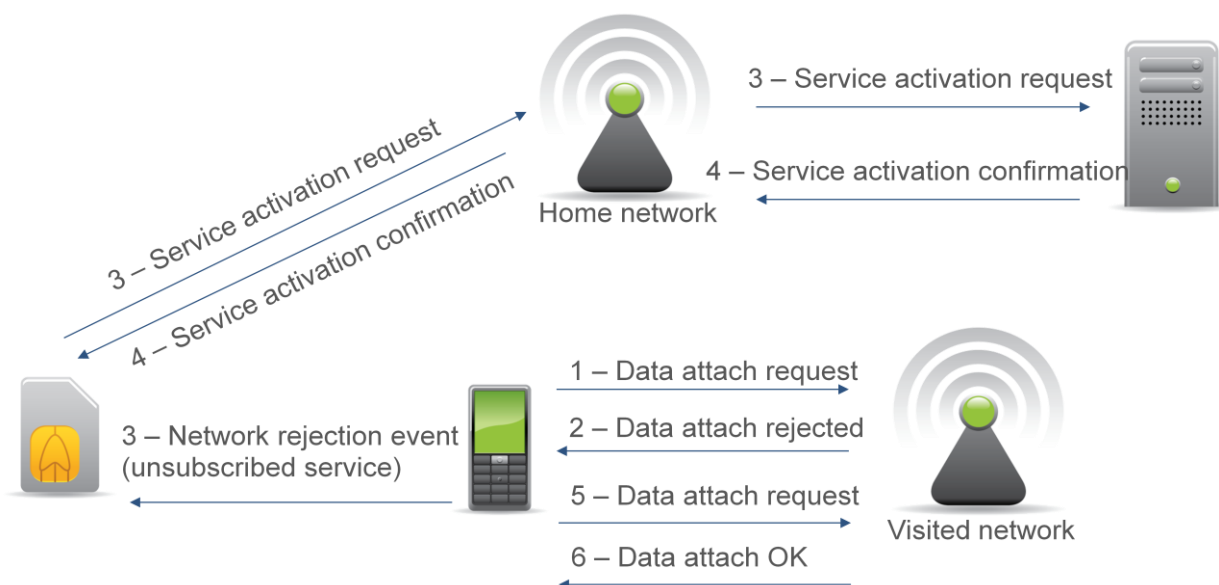 3 – Service activation request
4 – Service activation confirmation
Home network
3 – Service activation request
4 – Service activation confirmation
1 – Data attach request
2 – Data attach rejected
3 – Network rejection event
(unsubscribed service)
5 – Data attach request
6 – Data attach OK
Visited network